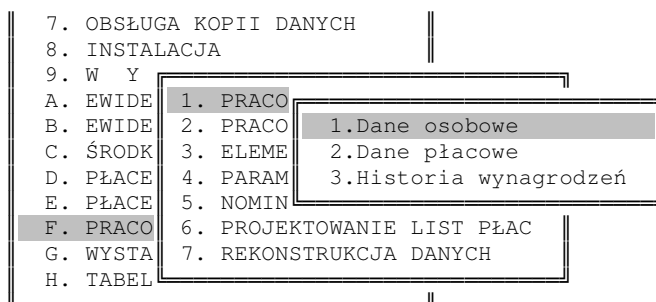 7. OBSŁUGA KOPII DANYCH
8. INSTALACJA
9. W Y
A. EWIDE 1. PRACO
B. EWIDE 2. PRACO 1.Dane osobowe
C. ŚRODK 3. ELEME 2.Dane płacowe
D. PŁACE 4. PARAM 3.Historia wynagrodzeń
E. PŁACE 5. NOMIN
F. PRACO 6. PROJEKTOWANIE LIST PŁAC
G. WYSTA 7. REKONSTRUKCJA DANYCH
H. TABEL